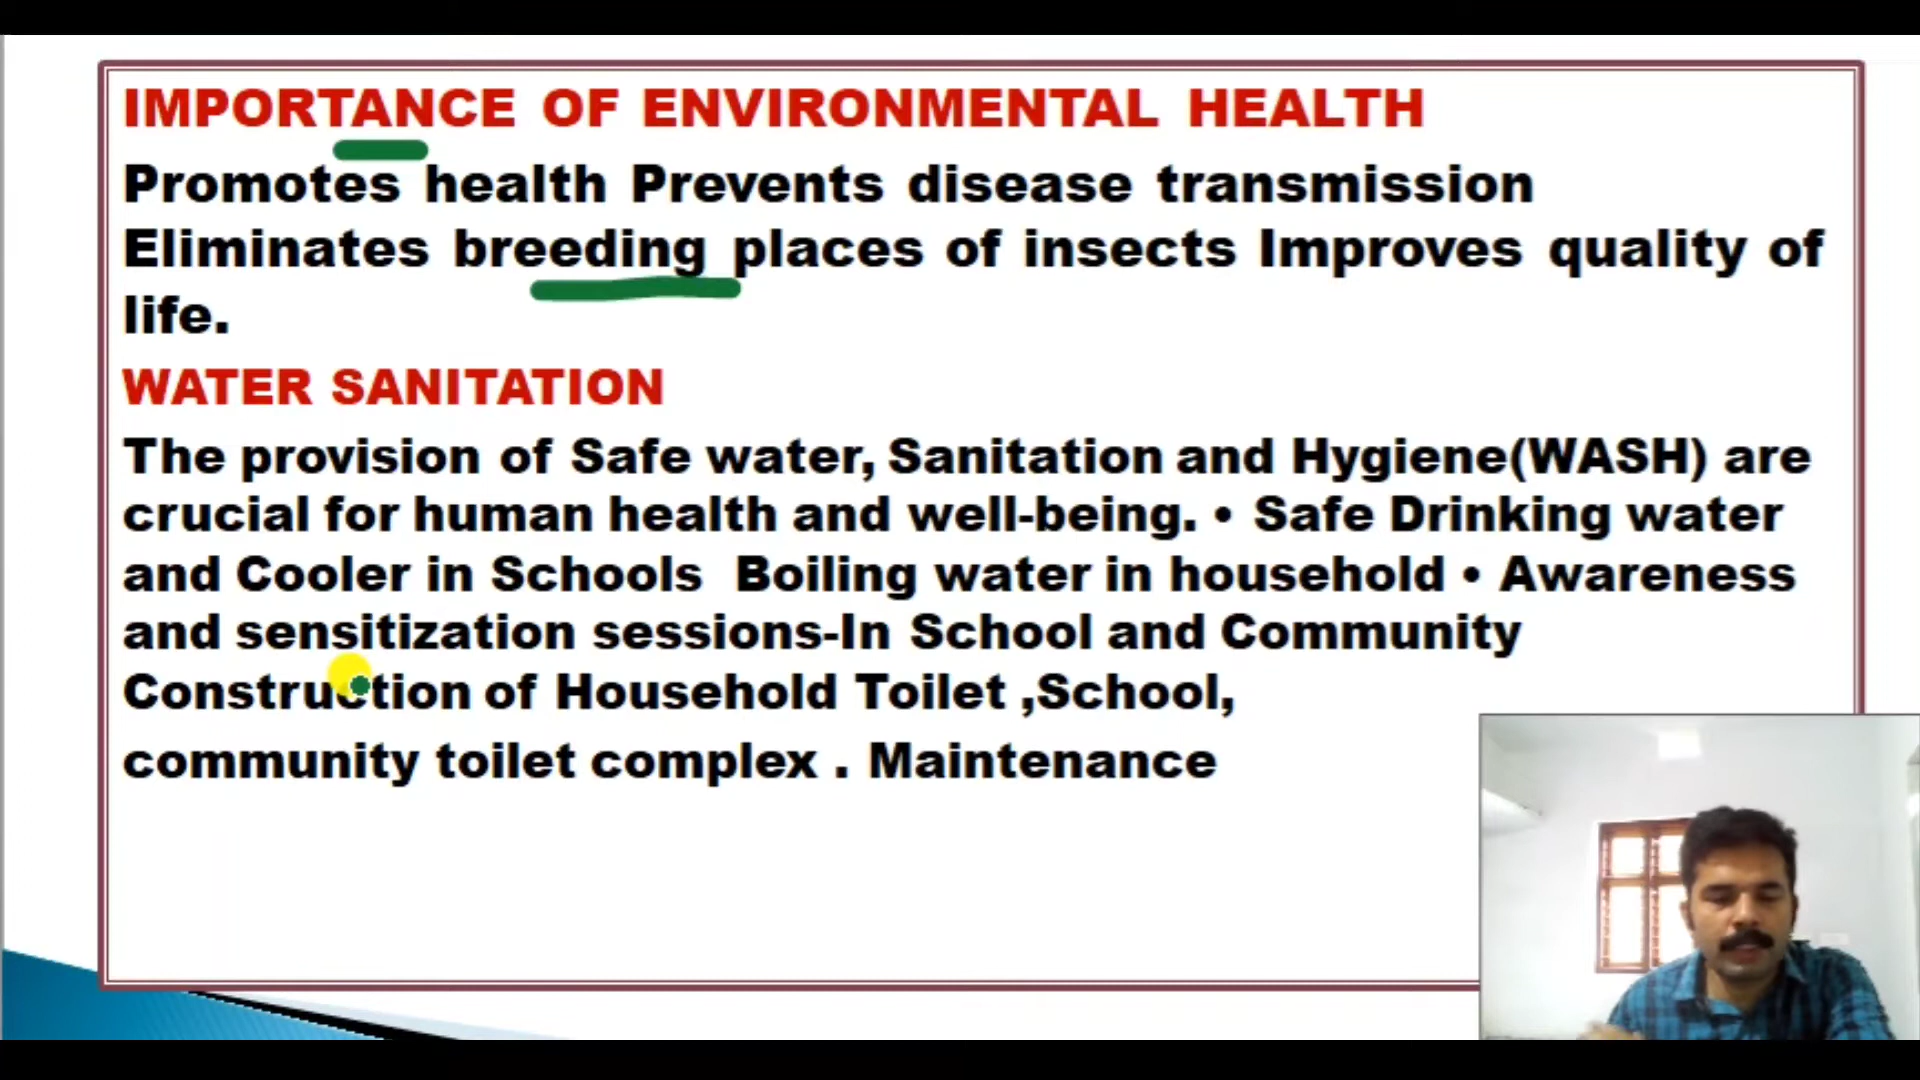 IMPORTANCE OF ENVIRONMENTAL HEALTH
Promotes health Prevents disease transmission
Eliminates breeding places of insects Improves quality of
life.
WATER SANITATION
The provision of Safe water, Sanitation and Hygiene(WASH) are
crucial for human health and well-being. • Safe Drinking water
and Cooler in Schools Boiling water in household • Awareness
and sensitization sessions-In School and Community
Construction of Household Toilet ,School,
community toilet complex . Maintenance